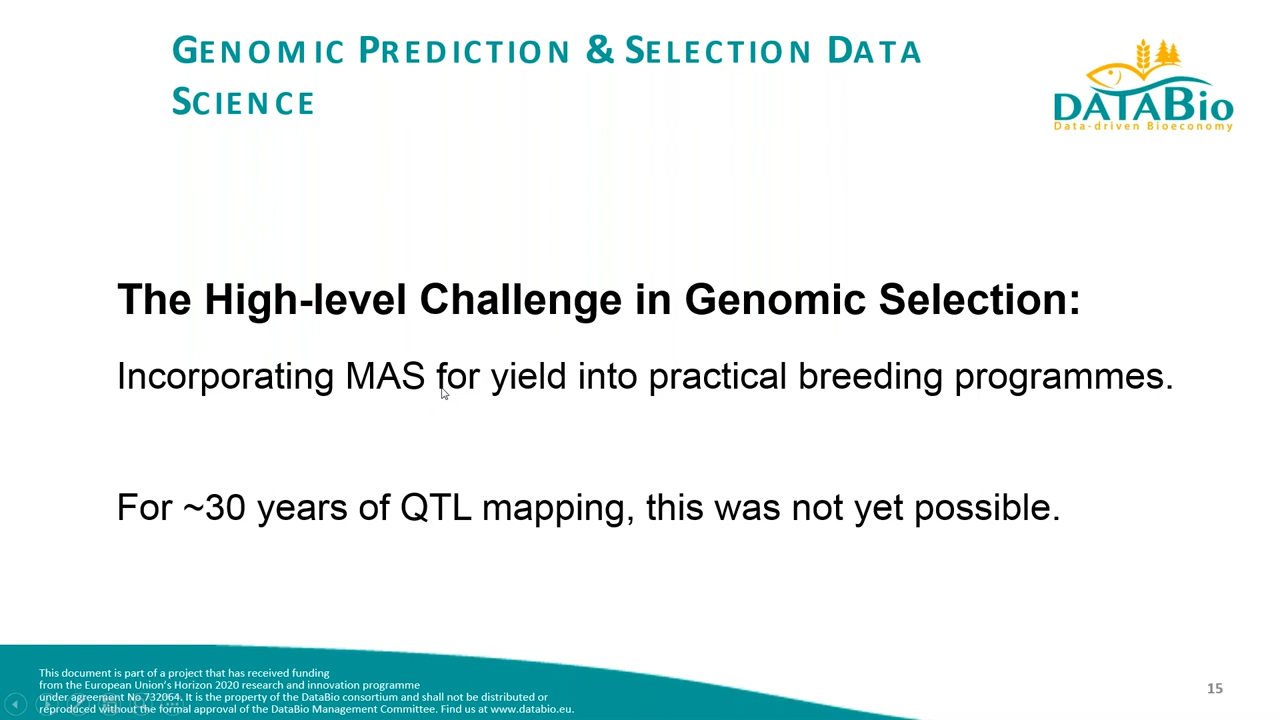 GENOMIC PREDICTION & SELECTION DATA
SCIENCE
DATABio
Data-driven Bioeconomy
The High-level Challenge in Genomic Selection:
Incorporating MAS for yield into practical breeding programmes.
For ~30 years of QTL mapping, this was not yet possible.
This document is part of a project that has received funding
from the European Union's Horizon 2020 research and innovation programme
under agreement No 732064. It is the property of the DataBio consortium and shall not be distributed or
reproduced without the formal approval of the DataBio Management Committee. Find us at www.databio.eu.
15